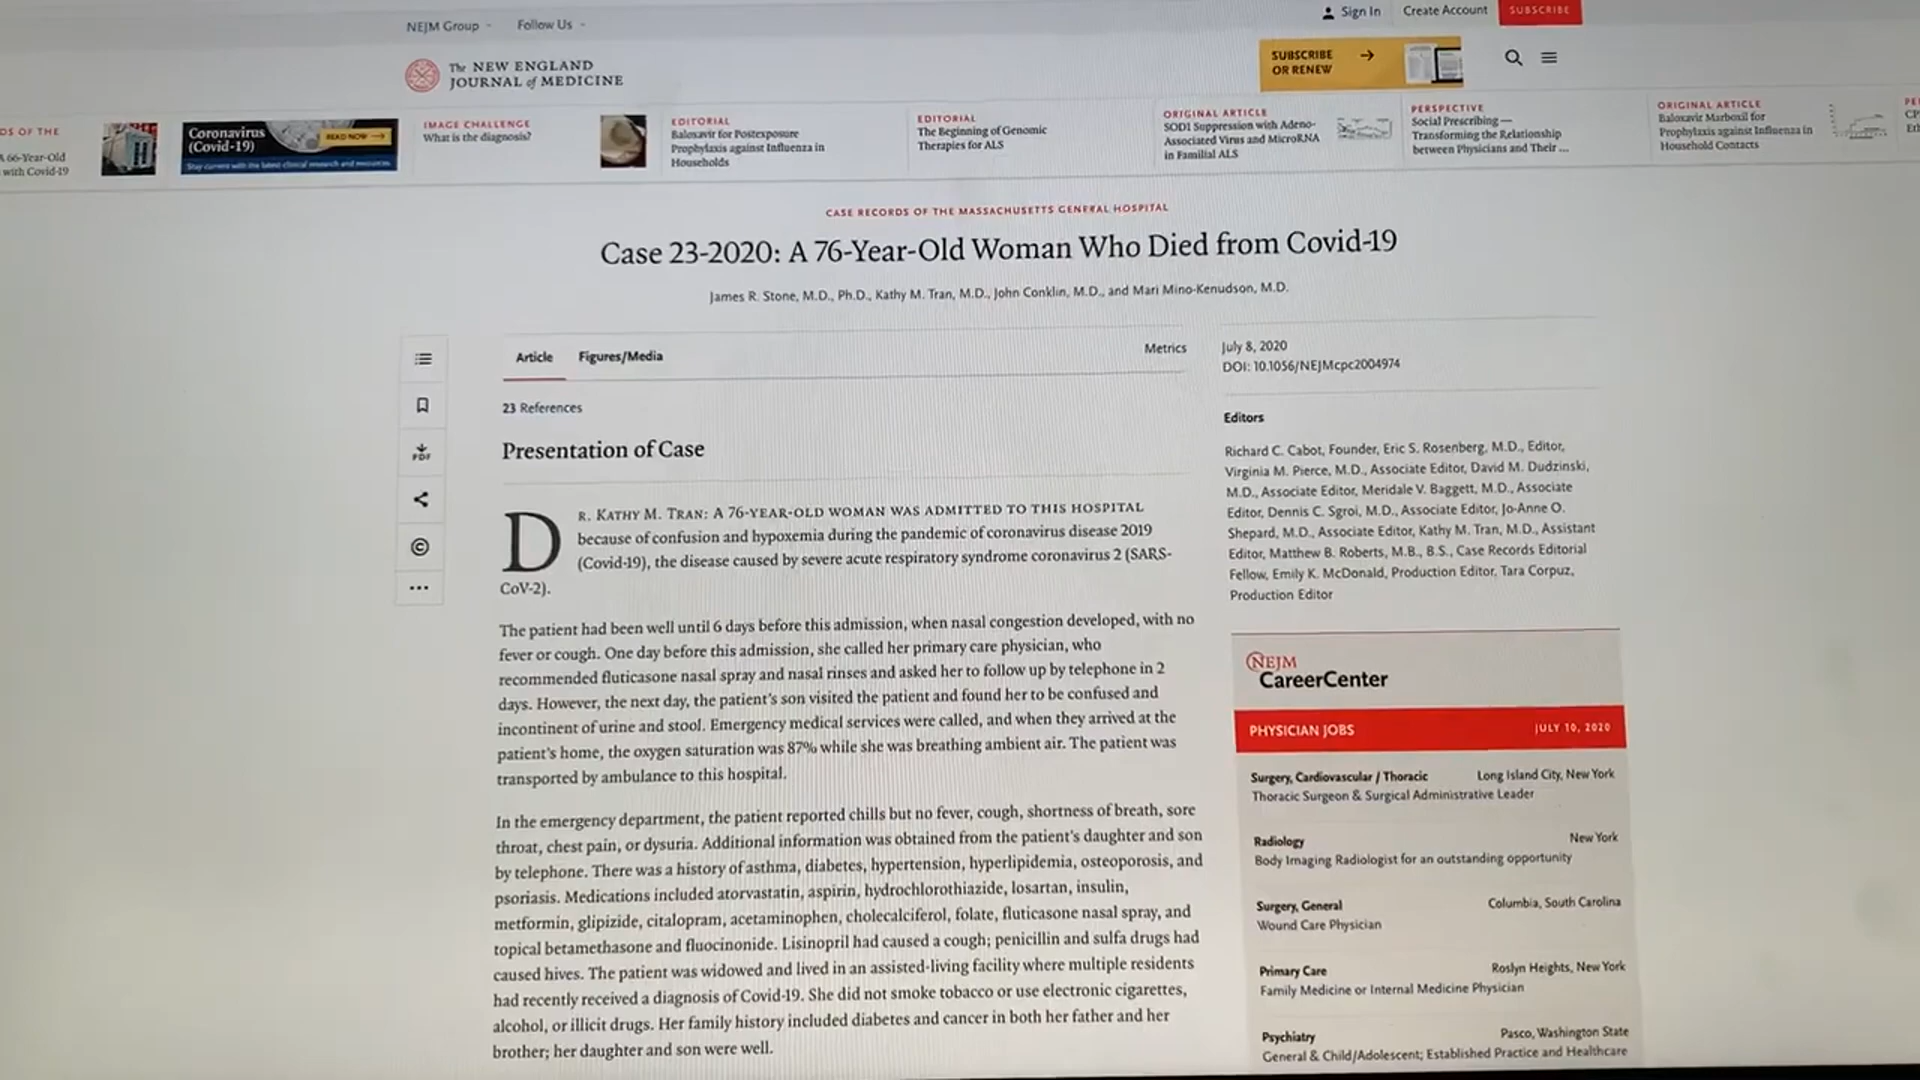 NEJM Group
Follow Us
Sign In
Create Account
SUBSCRIBE
The NEW ENGLAND
JOURNAL of MEDICINE
SUBSCRIBE
OR RENEW
DS OF THE
A 66-Year-Old
with Covid-19
Coronavirus
(Covid-19)
READ NOW
Stay current with the latest clinical research and resources.
IMAGE CHALLENGE
What is the diagnosis?
EDITORIAL
Baloxavir for Postexposure
Prophylaxis against Influenza in
Households
EDITORIAL
The Beginning of Genomic
Therapies for ALS
ORIGINAL ARTICLE
SOD1 Suppression with Adeno-
Associated Virus and MicroRNA
in Familial ALS
PERSPECTIVE
Social Prescribing —
Transforming the Relationship
between Physicians and Their ...
ORIGINAL ARTICLE
Baloxavir Marboxil for
Prophylaxis against Influenza in
Household Contacts
CASE RECORDS OF THE MASSACHUSETTS GENERAL HOSPITAL
Case 23-2020: A 76-Year-Old Woman Who Died from Covid-19
James R. Stone, M.D., Ph.D., Kathy M. Tran, M.D., John Conklin, M.D., and Mari Mino-Kenudson, M.D.
Article
Figures/Media
Metrics
July 8, 2020
DOI: 10.1056/NEJMcpc2004974
23 References
Presentation of Case
PDF
DR. KATHY M. TRAN: A 76-YEAR-OLD WOMAN WAS ADMITTED TO THIS HOSPITAL
because of confusion and hypoxemia during the pandemic of coronavirus disease 2019
(Covid-19), the disease caused by severe acute respiratory syndrome coronavirus 2 (SARS-
CoV-2).
The patient had been well until 6 days before this admission, when nasal congestion developed, with no
fever or cough. One day before this admission, she called her primary care physician, who
recommended fluticasone nasal spray and nasal rinses and asked her to follow up by telephone in 2
days. However, the next day, the patient's son visited the patient and found her to be confused and
incontinent of urine and stool. Emergency medical services were called, and when they arrived at the
patient's home, the oxygen saturation was 87% while she was breathing ambient air. The patient was
transported by ambulance to this hospital.
In the emergency department, the patient reported chills but no fever, cough, shortness of breath, sore
throat, chest pain, or dysuria. Additional information was obtained from the patient's daughter and son
by telephone. There was a history of asthma, diabetes, hypertension, hyperlipidemia, osteoporosis, and
psoriasis. Medications included atorvastatin, aspirin, hydrochlorothiazide, losartan, insulin,
metformin, glipizide, citalopram, acetaminophen, cholecalciferol, folate, fluticasone nasal spray, and
topical betamethasone and fluocinonide. Lisinopril had caused a cough; penicillin and sulfa drugs had
caused hives. The patient was widowed and lived in an assisted-living facility where multiple residents
had recently received a diagnosis of Covid-19. She did not smoke tobacco or use electronic cigarettes,
alcohol, or illicit drugs. Her family history included diabetes and cancer in both her father and her
brother; her daughter and son were well.
Editors
Richard C. Cabot, Founder, Eric S. Rosenberg, M.D., Editor,
Virginia M. Pierce, M.D., Associate Editor, David M. Dudzinski,
M.D., Associate Editor, Meridale V. Baggett, M.D., Associate
Editor, Dennis C. Sgroi, M.D., Associate Editor, Jo-Anne O.
Shepard, M.D., Associate Editor, Kathy M. Tran, M.D., Assistant
Editor, Matthew B. Roberts, M.B., B.S., Case Records Editorial
Fellow, Emily K. McDonald, Production Editor, Tara Corpuz,
Production Editor
NEJM
CareerCenter
PHYSICIAN JOBS
JULY 10, 2020
Surgery, Cardiovascular / Thoracic
Long Island City, New York
Thoracic Surgeon & Surgical Administrative Leader
Radiology
New York
Body Imaging Radiologist for an outstanding opportunity
Surgery, General
Columbia, South Carolina
Wound Care Physician
Primary Care
Roslyn Heights, New York
Family Medicine or Internal Medicine Physician
Psychiatry
Pasco, Washington State
General & Child/Adolescent; Established Practice and Healthcare